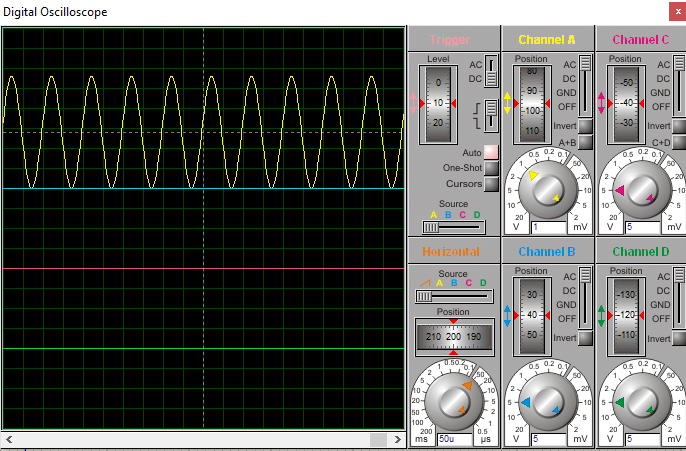 Digital Oscilloscope
x
Trigger
Level
AC
DC
0
10
20
Auto
One-Shot
Cursors
Source
A B C D
Channel A
Position
AC
DC
GND
OFF
80
90
100
110
Invert
A+B
0.2 0.1
0.5
50
1
20
2
10
5
5
10
2
20
V
1
mV
Channel C
Position
AC
DC
GND
OFF
-50
-40
-30
Invert
C+D
0.2 0.1
0.5
50
1
20
2
10
5
5
10
2
20
V
5
mV
Horizontal
Source
A B C D
Position
210 200 190
0.5 0.2
1
100
2
50
5
20
10
10
20
5
50
2
100
1
200
0.5
ms
50u
µs
Channel B
Position
AC
DC
GND
OFF
30
40
50
Invert
0.2 0.1
0.5
50
1
20
2
10
5
5
10
2
20
V
5
mV
Channel D
Position
AC
DC
GND
OFF
-130
-120
-110
Invert
0.2 0.1
0.5
50
1
20
2
10
5
5
10
2
20
V
5
mV